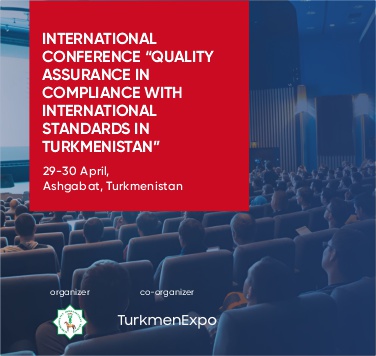 INTERNATIONAL
CONFERENCE “QUALITY
ASSURANCE IN
COMPLIANCE WITH
INTERNATIONAL
STANDARDS IN
TURKMENISTAN”
29-30 April,
Ashgabat, Turkmenistan
organizer
co-organizer
TurkmenExpo